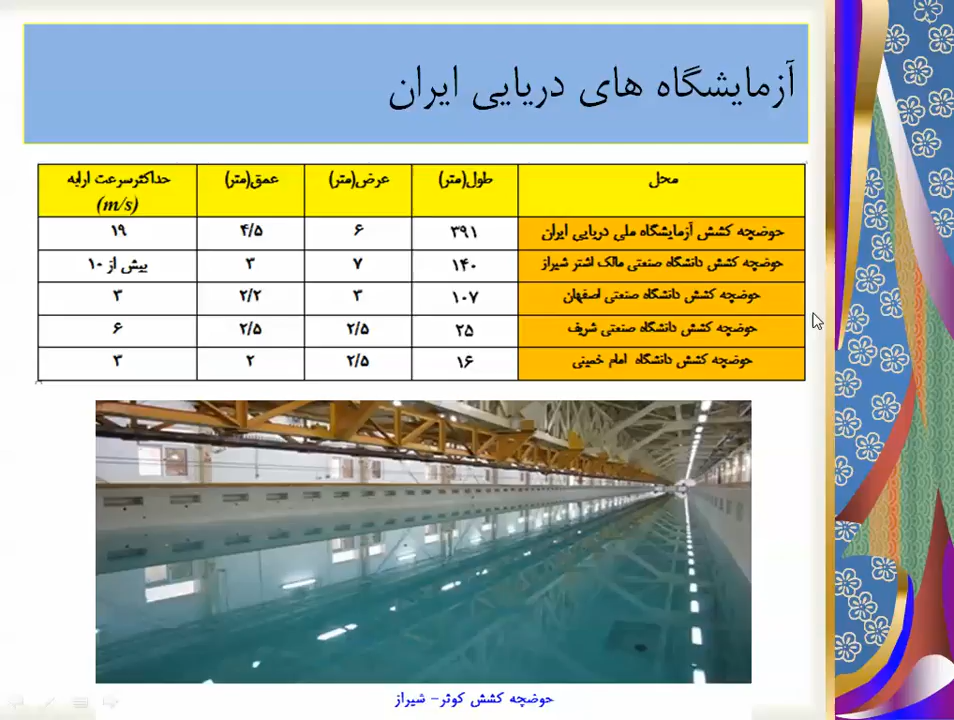 آزمایشگاه های دریایی ایران
محل طول(متر) عرض(متر) عمق(متر) حداکثرسرعت ارابه (m/s)
حوضچه کشش آزمایشگاه ملی دریایی ایران ۳۹۱ ۶ ۴/۵ ۱۹
حوضچه کشش دانشگاه صنعتی مالک اشتر شیراز ۱۴۰ ۷ ۳ بیش از ۱۰
حوضچه کشش دانشگاه صنعتی اصفهان ۱۰۷ ۳ ۲/۲ ۳
حوضچه کشش دانشگاه صنعتی شریف ۲۵ ۲/۵ ۲/۵ ۶
حوضچه کشش دانشگاه امام خمینی ۱۶ ۲/۵ ۲ ۳
حوضچه کشش کوثر- شیراز